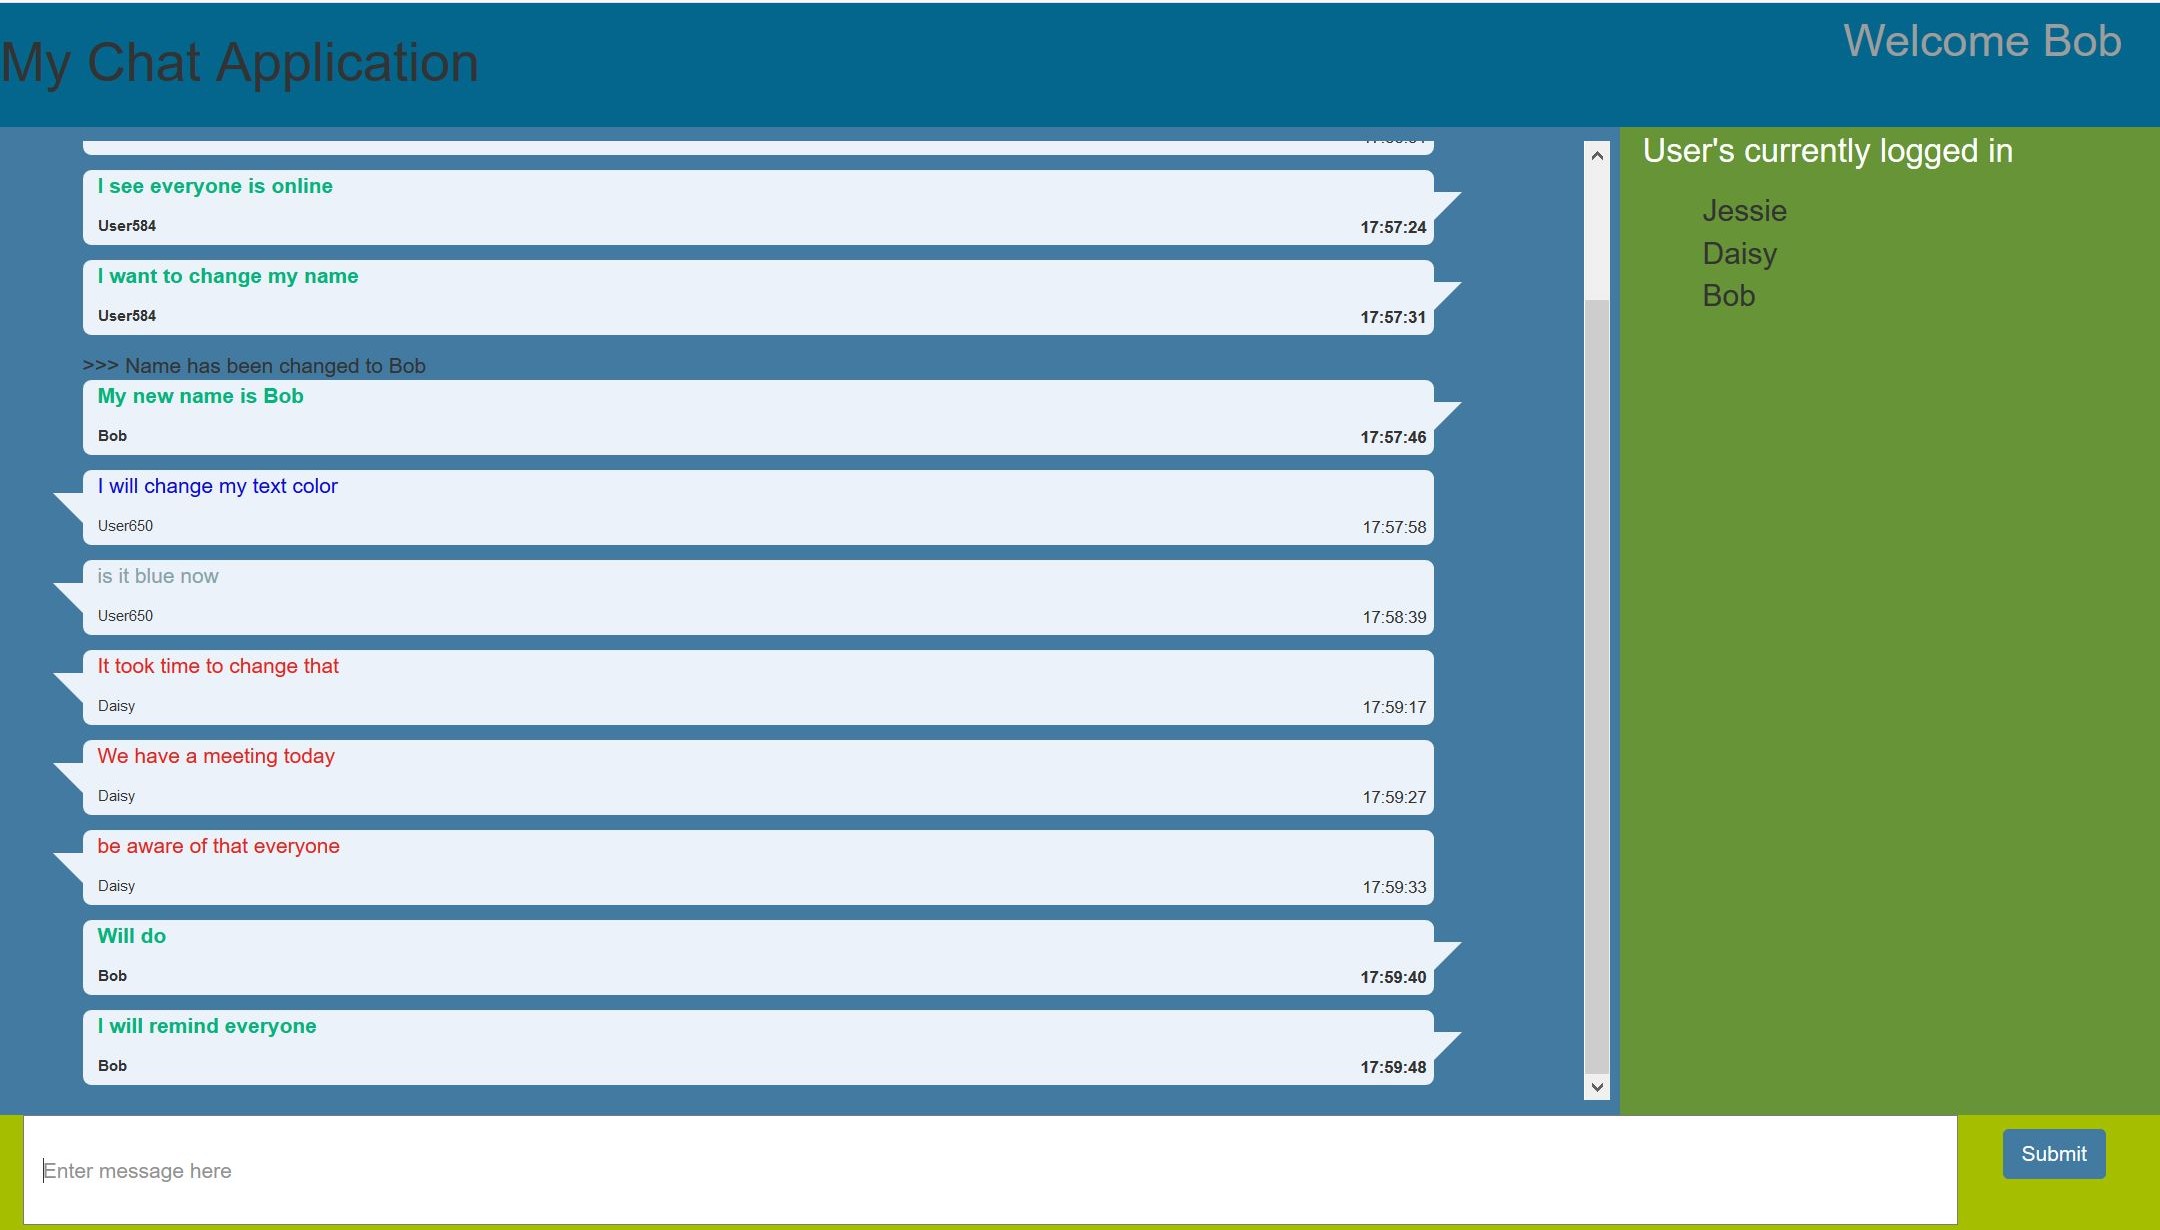 My Chat Application
Welcome Bob
I see everyone is online
User584 17:57:24
I want to change my name
User584 17:57:31
>>> Name has been changed to Bob
My new name is Bob
Bob 17:57:46
I will change my text color
User650 17:57:58
is it blue now
User650 17:58:39
It took time to change that
Daisy 17:59:17
We have a meeting today
Daisy 17:59:27
be aware of that everyone
Daisy 17:59:33
Will do
Bob 17:59:40
I will remind everyone
Bob 17:59:48
User's currently logged in
Jessie
Daisy
Bob
Enter message here
Submit